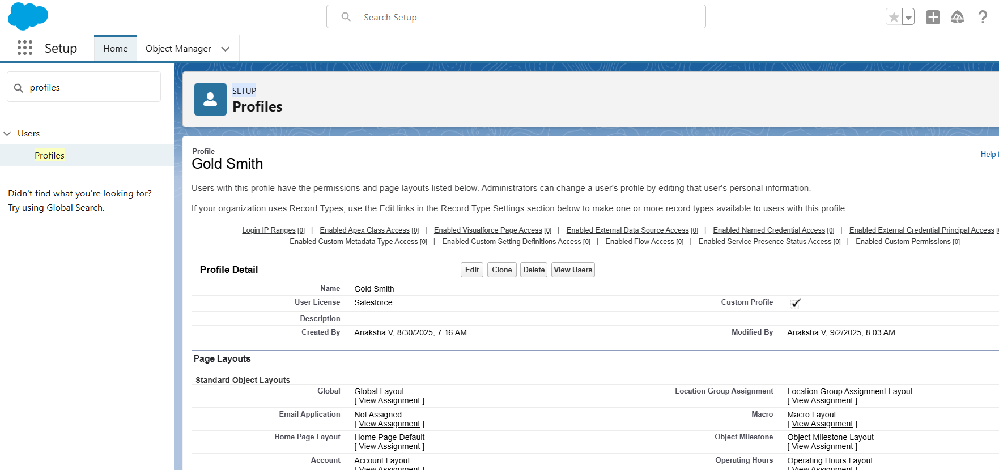 Search Setup
Setup Home Object Manager
profiles
Users
Profiles
Didn't find what you're looking for?
Try using Global Search.
SETUP
Profiles
Profile
Gold Smith
Help
Users with this profile have the permissions and page layouts listed below. Administrators can change a user's profile by editing that user's personal information.
If your organization uses Record Types, use the Edit links in the Record Type Settings section below to make one or more record types available to users with this profile.
Login IP Ranges [0] | Enabled Apex Class Access [0] | Enabled Visualforce Page Access [0] | Enabled External Data Source Access [0] | Enabled Named Credential Access [0] | Enabled External Credential Principal Access
Enabled Custom Metadata Type Access [0] | Enabled Custom Setting Definitions Access [0] | Enabled Flow Access [0] | Enabled Service Presence Status Access [0] | Enabled Custom Permissions [0]
Profile Detail Edit Clone Delete View Users
Name Gold Smith
User License Salesforce Custom Profile
Description
Created By Anaksha V, 8/30/2025, 7:16 AM Modified By Anaksha V, 9/2/2025, 8:03 AM
Page Layouts
Standard Object Layouts
Global Global Layout Location Group Assignment Location Group Assignment Layout
[ View Assignment ] [ View Assignment ]
Email Application Not Assigned Macro Macro Layout
[ View Assignment ] [ View Assignment ]
Home Page Layout Home Page Default Object Milestone Object Milestone Layout
[ View Assignment ] [ View Assignment ]
Account Account Layout Operating Hours Operating Hours Layout
[ View Assignment ] [ View Assignment ]